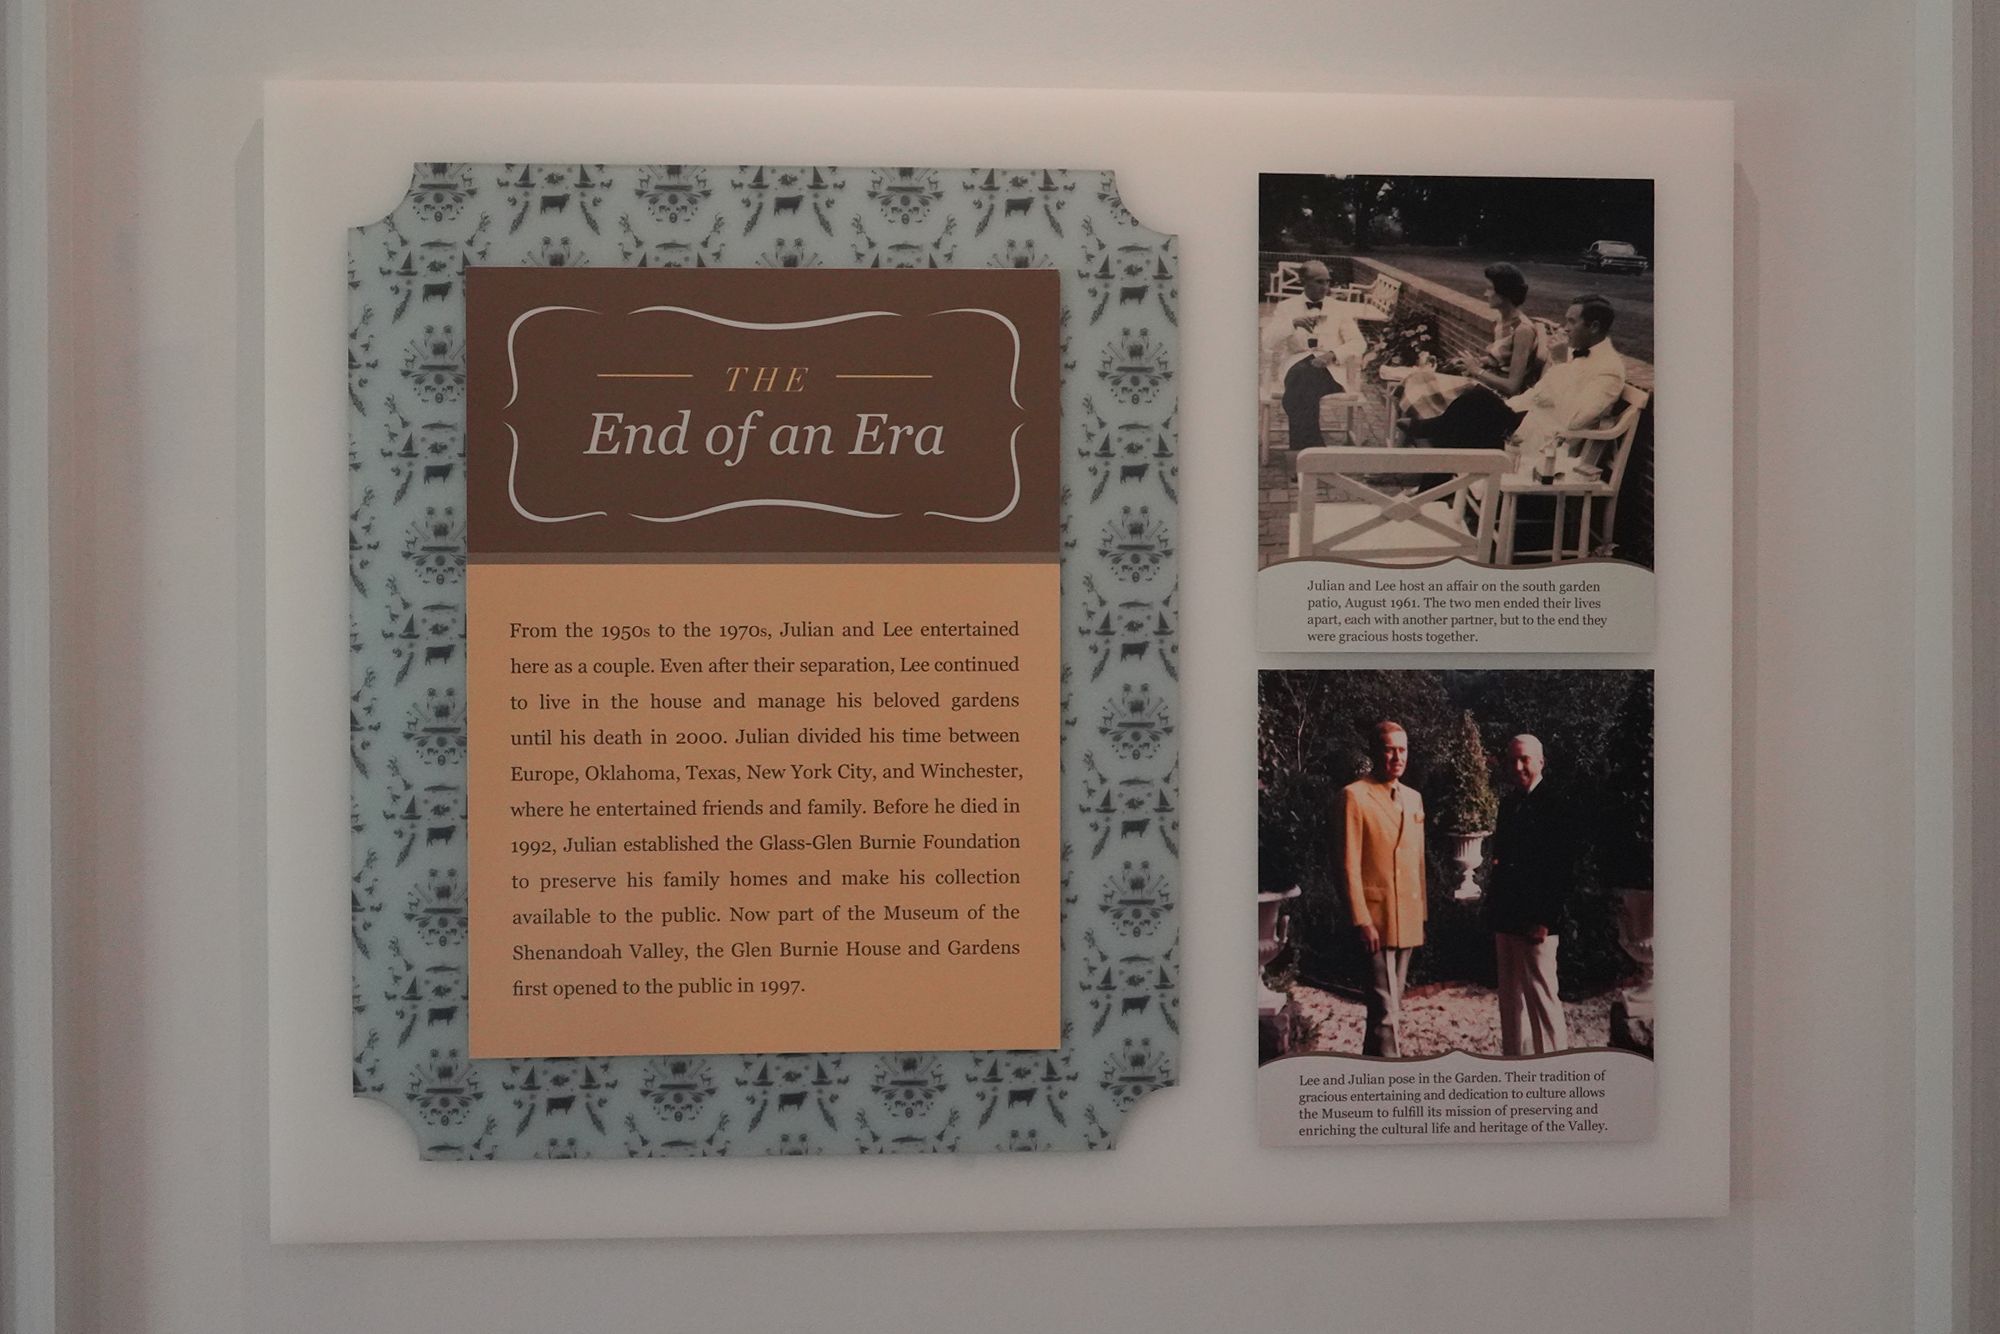 THE
End of an Era
From the 1950s to the 1970s, Julian and Lee entertained
here as a couple. Even after their separation, Lee continued
to live in the house and manage his beloved gardens
until his death in 2000. Julian divided his time between
Europe, Oklahoma, Texas, New York City, and Winchester,
where he entertained friends and family. Before he died in
1992, Julian established the Glass-Glen Burnie Foundation
to preserve his family homes and make his collection
available to the public. Now part of the Museum of the
Shenandoah Valley, the Glen Burnie House and Gardens
first opened to the public in 1997.
Julian and Lee host an affair on the south garden
patio, August 1961. The two men ended their lives
apart, each with another partner, but to the end they
were gracious hosts together.
Lee and Julian pose in the Garden. Their tradition of
gracious entertaining and dedication to culture allows
the Museum to fulfill its mission of preserving and
enriching the cultural life and heritage of the Valley.